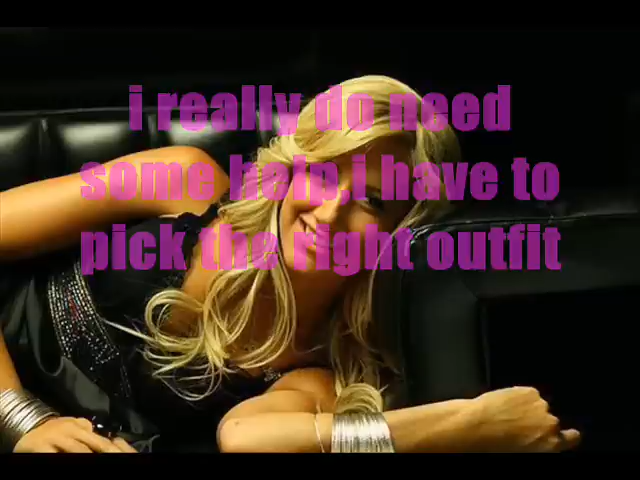 i really do need
some help,i have to
pick the right outfit